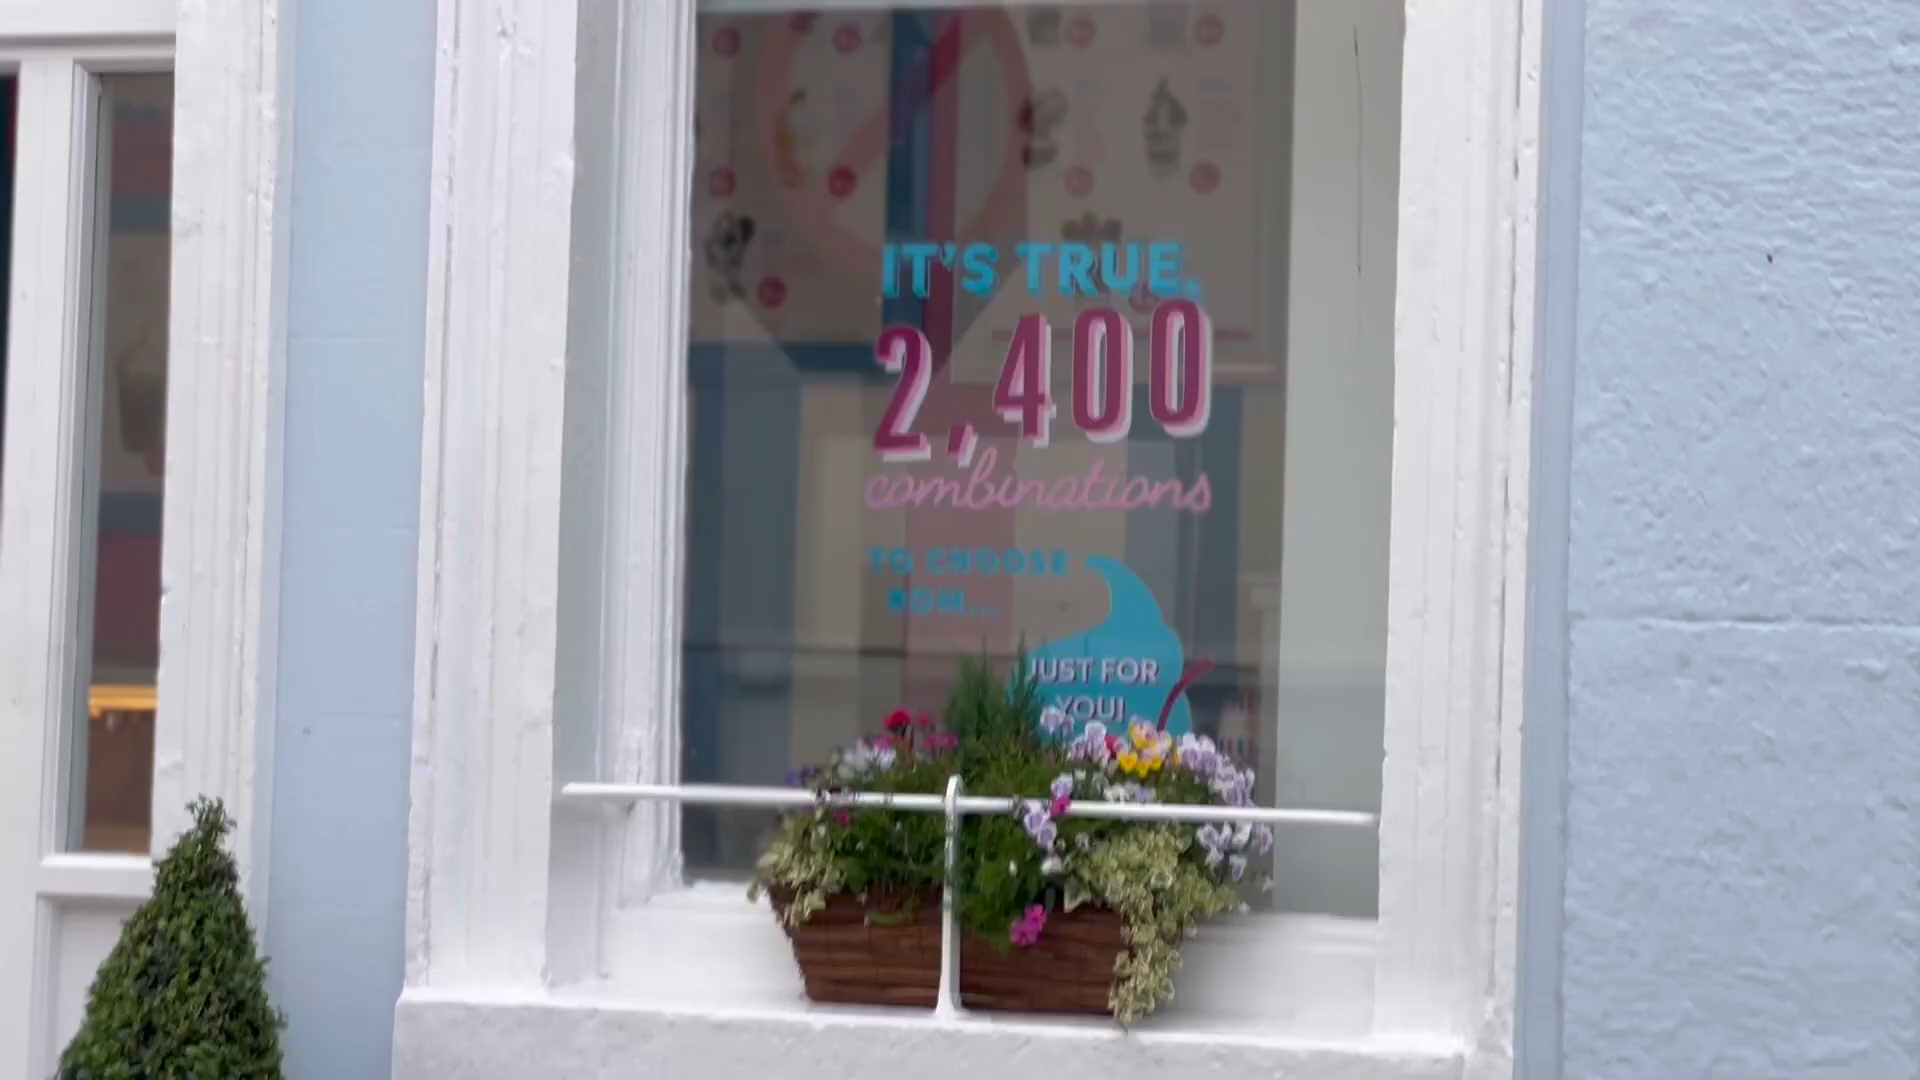 IT'S TRUE.
2,400
combinations
TO CHOOSE
ROM...
JUST FOR
YOU!